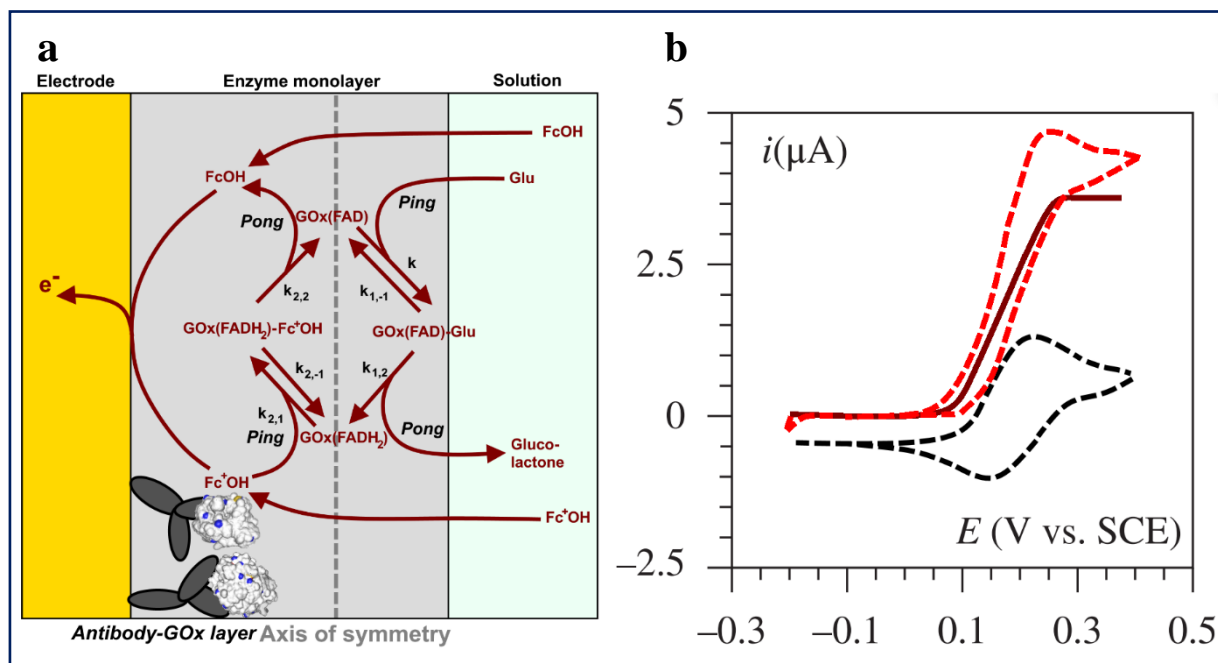 a
Electrode
Enzyme monolayer
Solution
FcOH
FcOH
Glu
Ping
Pong
GOx(FAD)
k
e-
k2,2
k1,-1
GOx(FADH2)-Fc+OH
GOx(FAD)-Glu
k2,-1
k1,2
k2,1
Ping
GOx(FADH2)
Pong
Gluco-
lactone
Fc+OH
Fc+OH
Antibody-GOx layer
Axis of symmetry
b
5
i(μA)
2.5
0
E (V vs. SCE)
−2.5
−0.3 −0.1 0.1 0.3 0.5